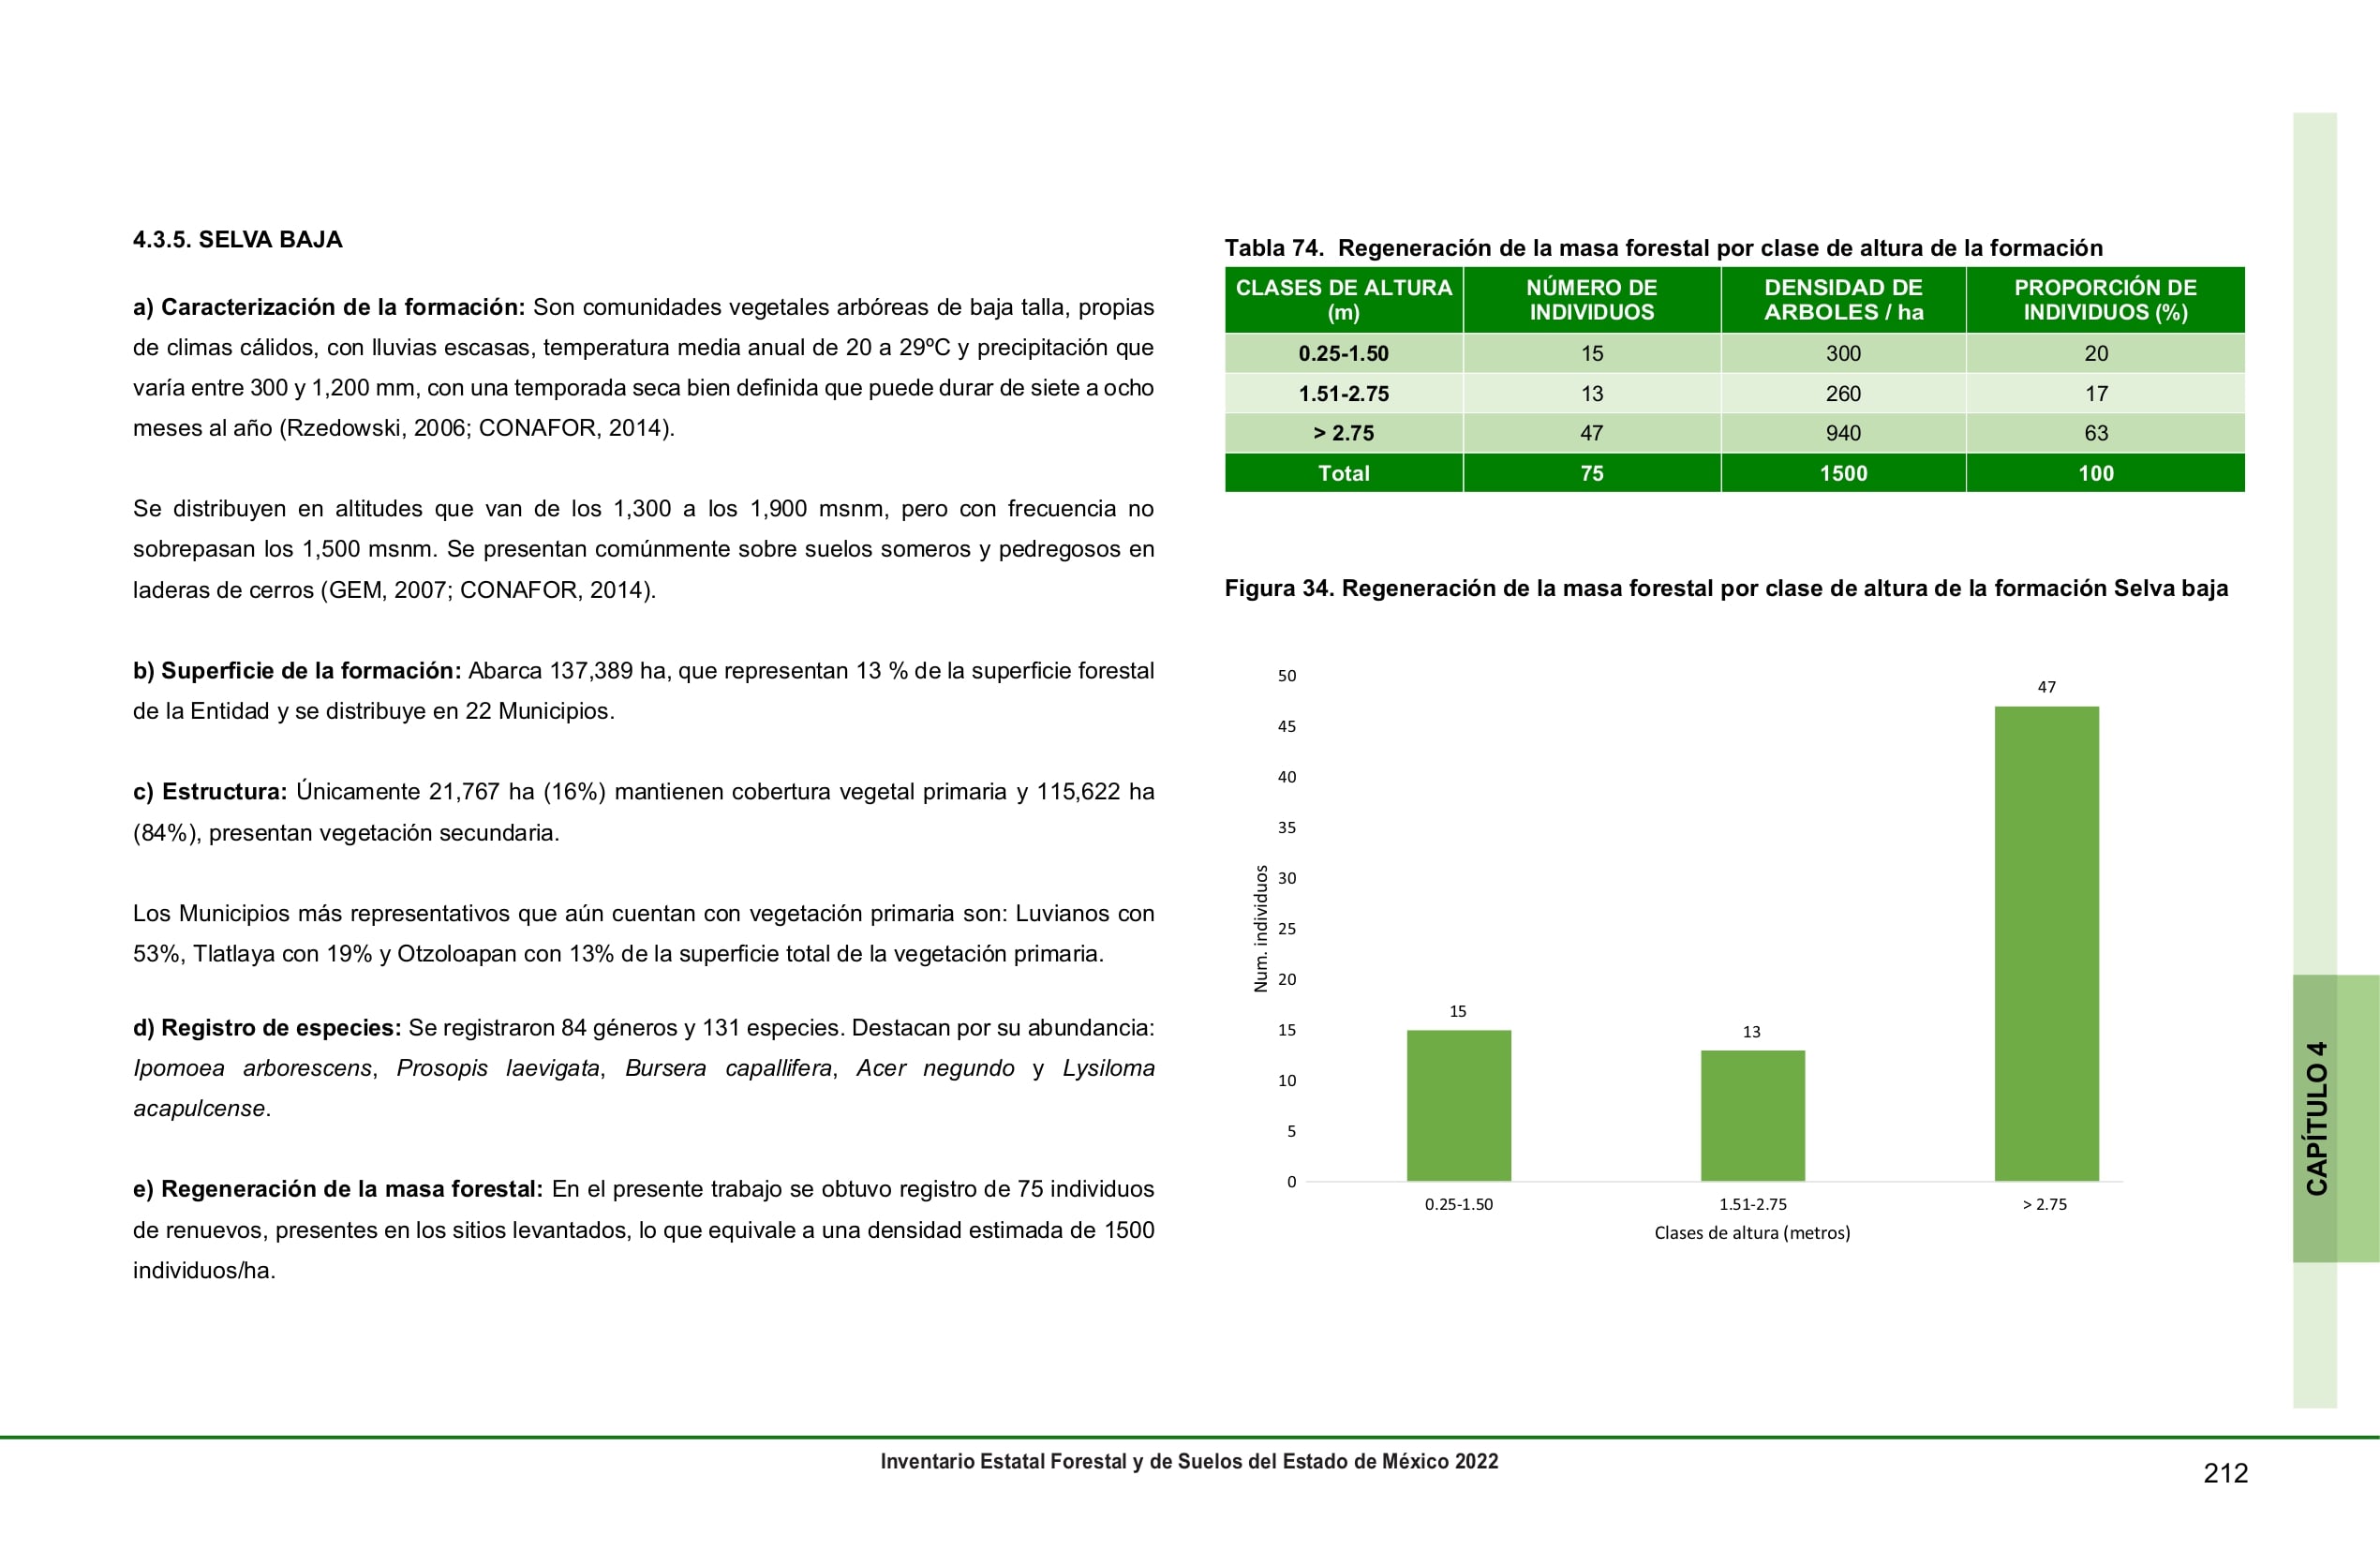 4.3.5. SELVA BAJA
a) Caracterización de la formación: Son comunidades vegetales arbóreas de baja talla, propias
de climas cálidos, con lluvias escasas, temperatura media anual de 20 a 29ºC y precipitación que
varía entre 300 y 1,200 mm, con una temporada seca bien definida que puede durar de siete a ocho
meses al año (Rzedowski, 2006; CONAFOR, 2014).
Se distribuyen en altitudes que van de los 1,300 a los 1,900 msnm, pero con frecuencia no
sobrepasan los 1,500 msnm. Se presentan comúnmente sobre suelos someros y pedregosos en
laderas de cerros (GEM, 2007; CONAFOR, 2014).
b) Superficie de la formación: Abarca 137,389 ha, que representan 13 % de la superficie forestal
de la Entidad y se distribuye en 22 Municipios.
c) Estructura: Únicamente 21,767 ha (16%) mantienen cobertura vegetal primaria y 115,622 ha
(84%), presentan vegetación secundaria.
Los Municipios más representativos que aún cuentan con vegetación primaria son: Luvianos con
53%, Tlatlaya con 19% y Otzoloapan con 13% de la superficie total de la vegetación primaria.
d) Registro de especies: Se registraron 84 géneros y 131 especies. Destacan por su abundancia:
Ipomoea arborescens, Prosopis laevigata, Bursera capallifera, Acer negundo y Lysiloma
acapulcense.
e) Regeneración de la masa forestal: En el presente trabajo se obtuvo registro de 75 individuos
de renuevos, presentes en los sitios levantados, lo que equivale a una densidad estimada de 1500
individuos/ha.
Tabla 74. Regeneración de la masa forestal por clase de altura de la formación
CLASES DE ALTURA (m) NÚMERO DE INDIVIDUOS DENSIDAD DE ARBOLES / ha PROPORCIÓN DE INDIVIDUOS (%)
0.25-1.50 15 300 20
1.51-2.75 13 260 17
> 2.75 47 940 63
Total 75 1500 100
Figura 34. Regeneración de la masa forestal por clase de altura de la formación Selva baja
Num. individuos
50
45
40
35
30
25
20
15
10
5
0
15
13
47
0.25-1.50 1.51-2.75 > 2.75
Clases de altura (metros)
CAPÍTULO 4
Inventario Estatal Forestal y de Suelos del Estado de México 2022
212